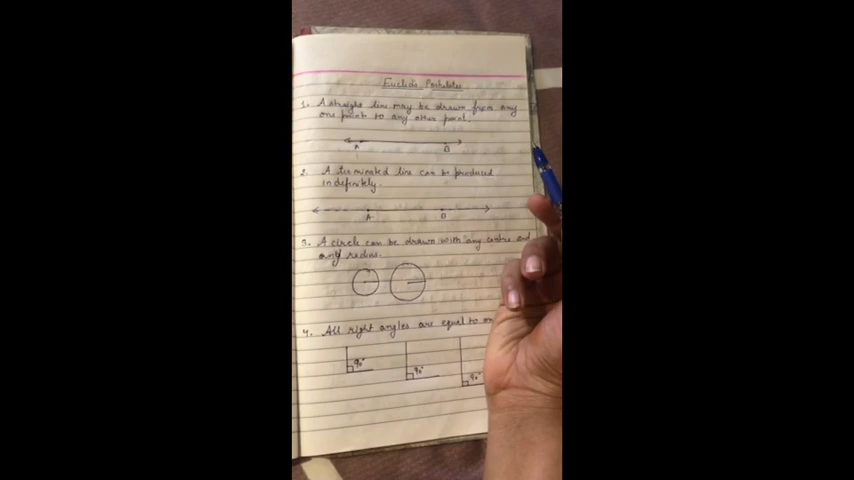 Euclid's Postulates
1. A straight line may be drawn from any
one point to any other point.
A B
2. A terminated line can be produced
indefinitely.
A B
3. A circle can be drawn with any centre and
any radius.
4. All right angles are equal to
90° 90° 90°